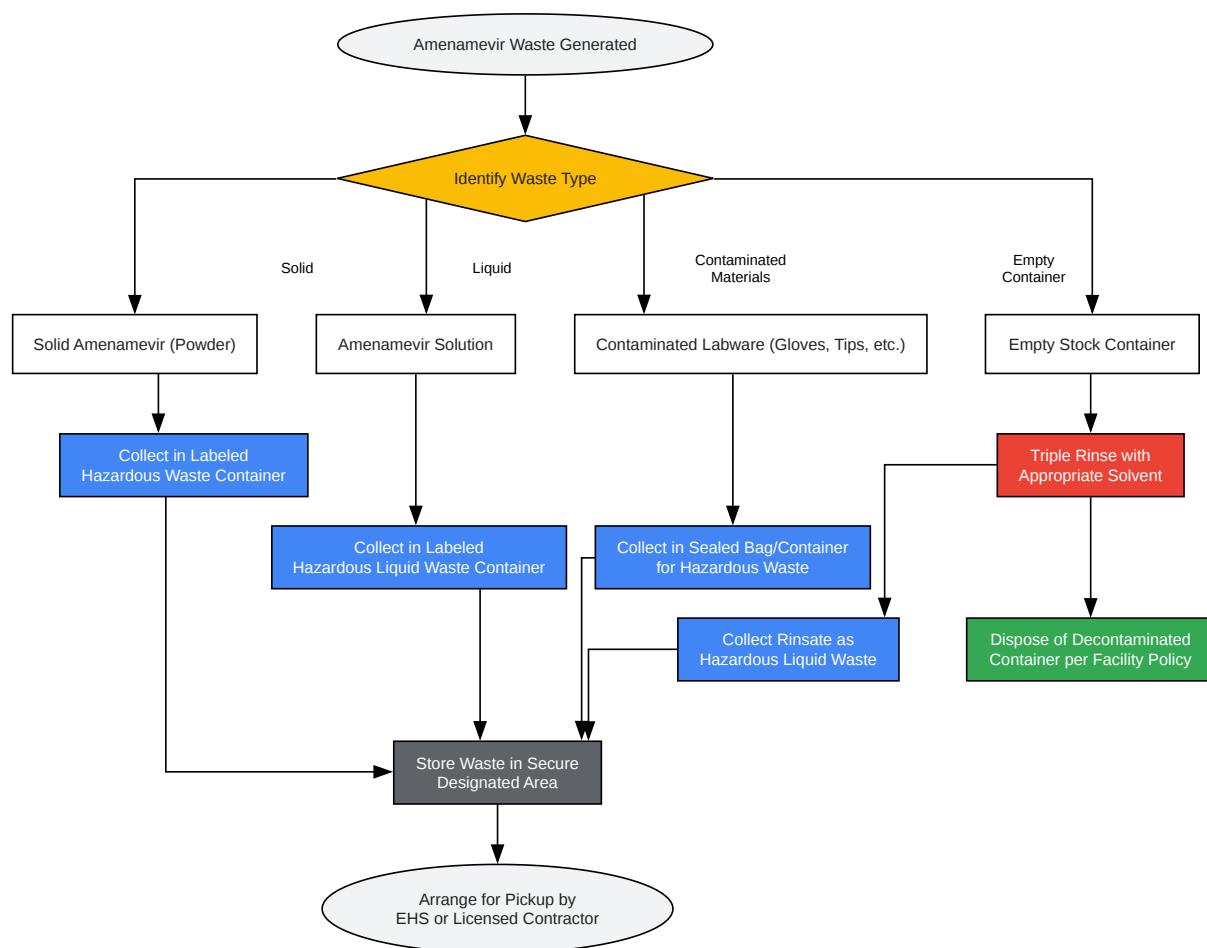 Amenamevir Waste Generated
Identify Waste Type
Solid
Liquid
Contaminated
Materials
Empty
Container
Solid Amenamevir (Powder)
Amenamevir Solution
Contaminated Labware (Gloves, Tips, etc.)
Empty Stock Container
Collect in Labeled
Hazardous Waste Container
Triple Rinse with
Appropriate Solvent
Collect in Labeled
Hazardous Liquid Waste Container
Collect in Sealed Bag/Container
for Hazardous Waste
Collect Rinsate as
Hazardous Liquid Waste
Dispose of Decontaminated
Container per Facility Policy
Store Waste in Secure
Designated Area
Arrange for Pickup by
EHS or Licensed Contractor